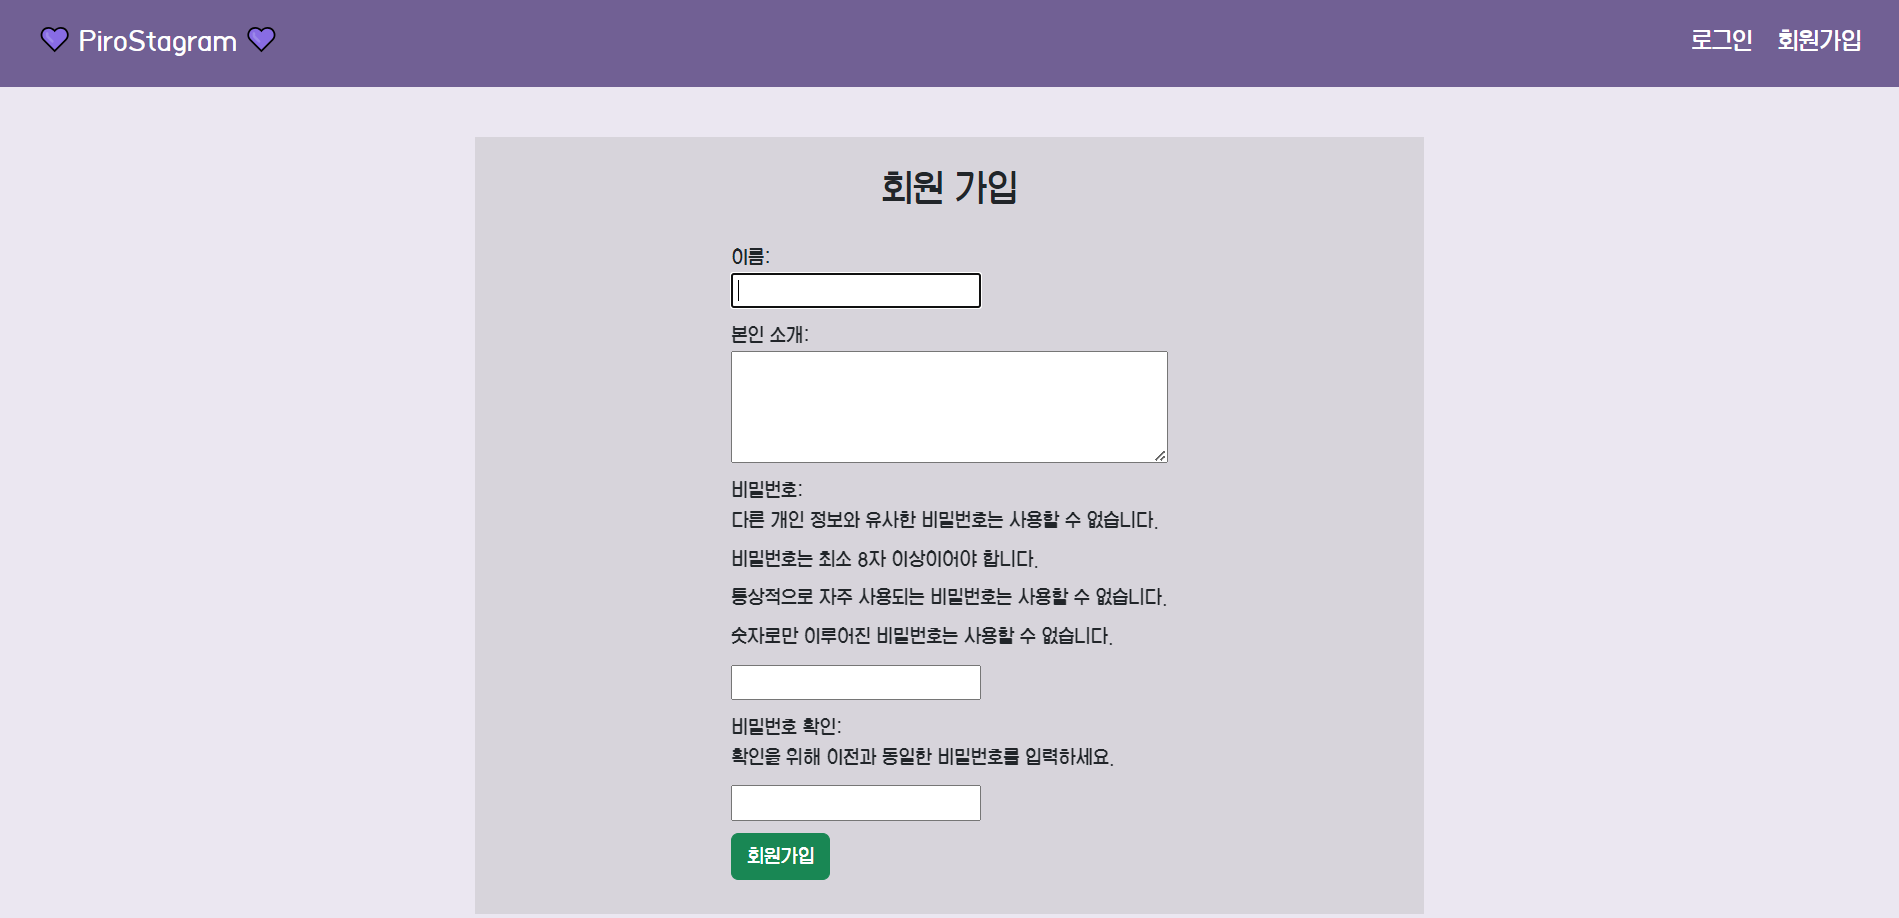 💜 PiroStagram 💜
로그인 회원가입
회원 가입
이름:
본인 소개:
비밀번호:
다른 개인 정보와 유사한 비밀번호는 사용할 수 없습니다.
비밀번호는 최소 8자 이상이어야 합니다.
통상적으로 자주 사용되는 비밀번호는 사용할 수 없습니다.
숫자로만 이루어진 비밀번호는 사용할 수 없습니다.
비밀번호 확인:
확인을 위해 이전과 동일한 비밀번호를 입력하세요.
회원가입